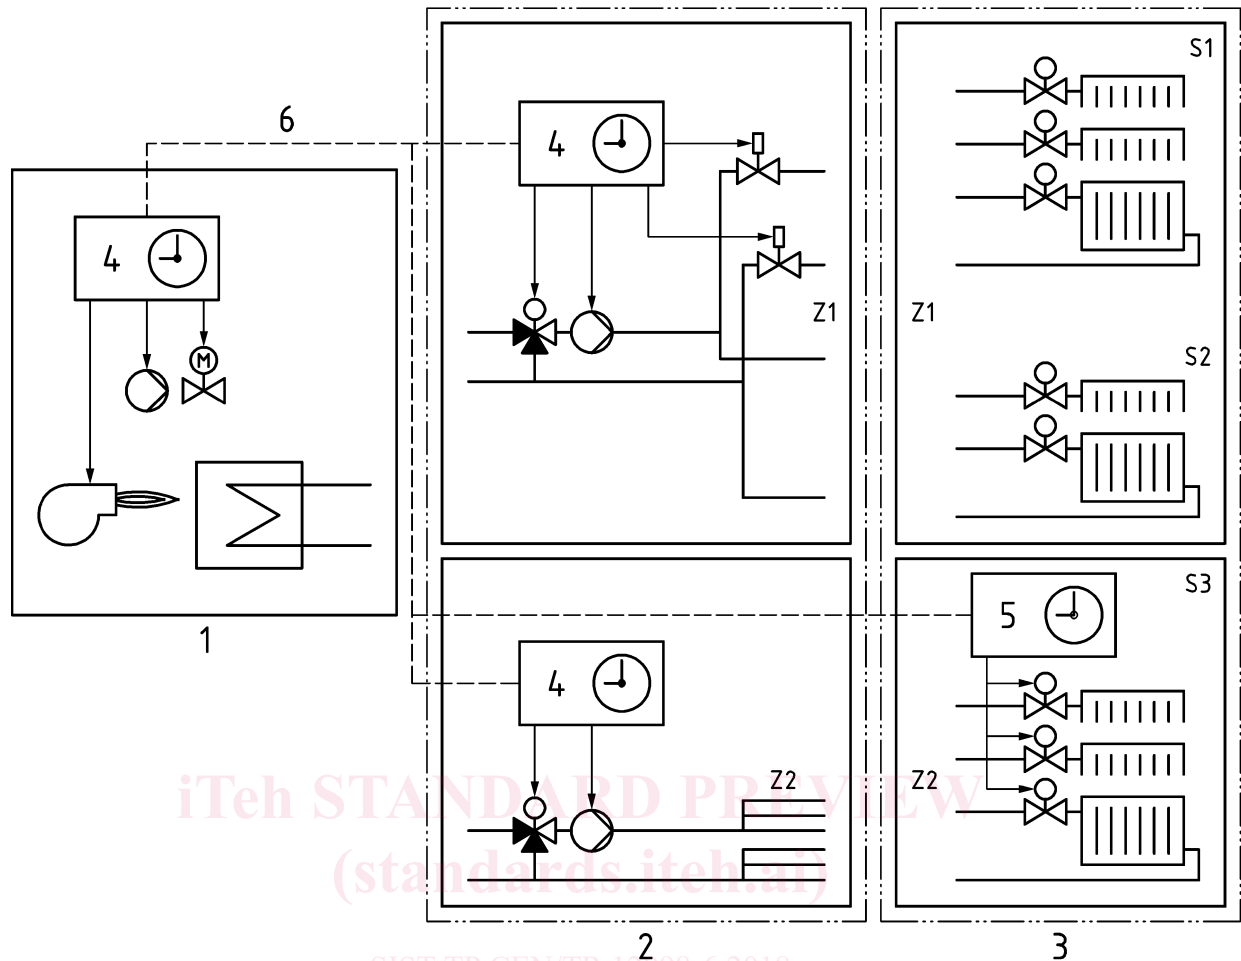 6
4
M
1
4
Z1
4
Z2
2
S1
Z1
S2
S3
5
Z2
3
iTeh STANDARD PREVIEW
(standards.iteh.ai)